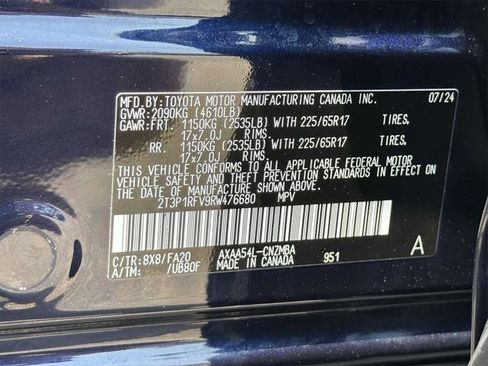 MFD.BY: TOYOTA MOTOR MANUFACTURING CANADA INC. 07/24
GVWR: 2090KG (4610LB)
GAWR: FRT. 1150KG (2535LB) WITH 225/65R17 TIRES.
17x7.0J RIMS.
RR. 1150KG (2535LB) WITH 225/65R17 TIRES.
17x7.0J RIMS.
THIS VEHICLE CONFORMS TO ALL APPLICABLE FEDERAL MOTOR
VEHICLE SAFETY AND THEFT PREVENTION STANDARDS IN EFFECT ON
THE DATE OF MANUFACTURE SHOWN ABOVE.
2T3P1RFV9RW476680 MPV
C/TR: 8X8/FA20 AXAA54L-CNZMBA
A/TM: /UB80F MADE IN CANADA 951 A